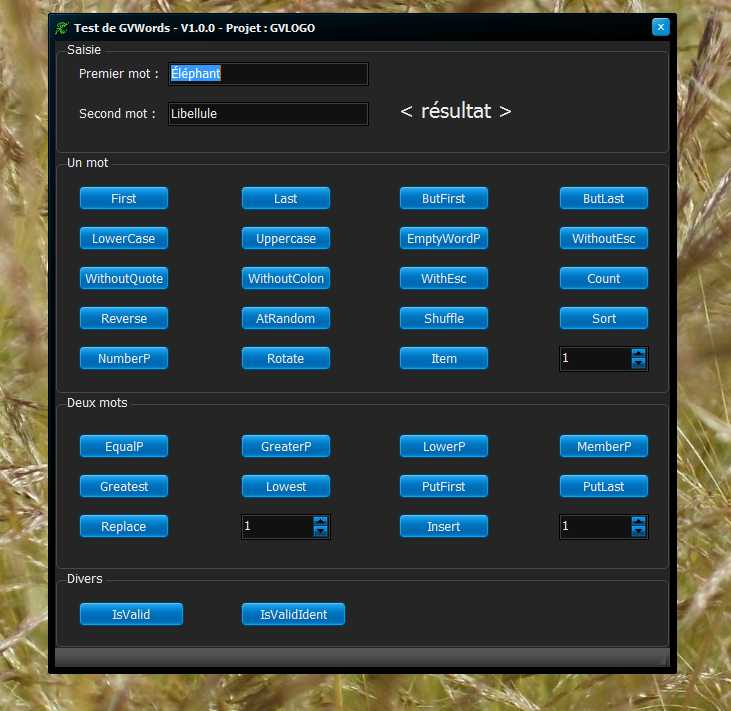 Test de GVWords - V1.0.0 - Projet : GVLOGO
Saisie
Premier mot : Éléphant
Second mot : Libellule
< résultat >
Un mot
First Last ButFirst ButLast
LowerCase Uppercase EmptyWordP WithoutEsc
WithoutQuote WithoutColon WithEsc Count
Reverse AtRandom Shuffle Sort
NumberP Rotate Item 1
Deux mots
EqualP GreaterP LowerP MemberP
Greatest Lowest PutFirst PutLast
Replace 1 Insert 1
Divers
IsValid IsValidIdent